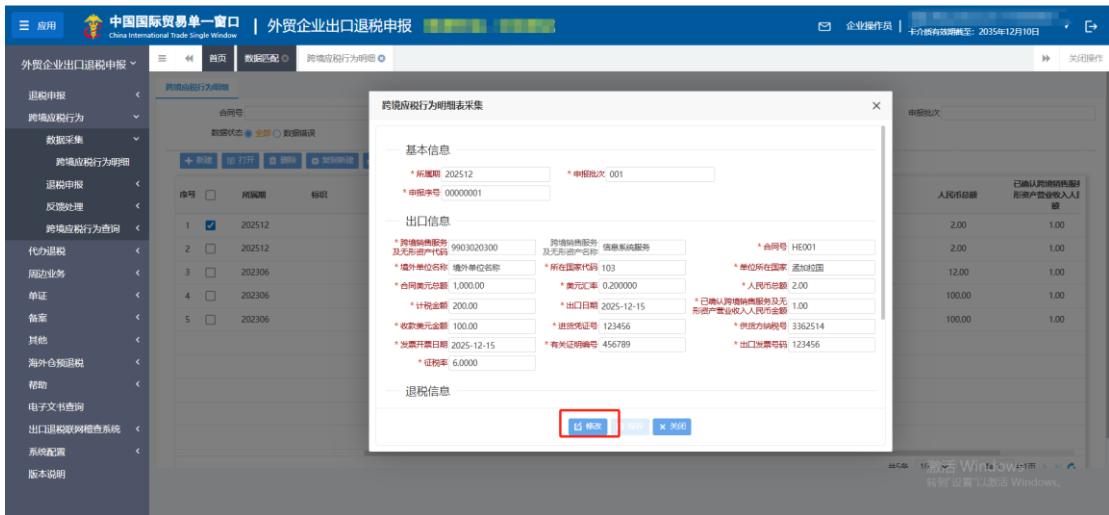 ☰ 应用
中国国际贸易单一窗口 | 外贸企业出口退税申报
China International Trade Single Window
企业操作员 |
卡介质有效期截至: 2035年12月10日
外贸企业出口退税申报
首页 数据匹配 跨境应税行为明细 关闭操作
退税申报
跨境应税行为
数据采集
跨境应税行为明细
退税申报
反馈处理
跨境应税行为查询
代办退税
周边业务
单证
备案
其他
海外仓预退税
帮助
电子文书查询
出口退税联网稽查系统
系统配置
版本说明
跨境应税行为明细
合同号 申报批次
数据状态 全部 数据错误
新建 打开 删除 复制新建
序号 所属期 标识 人民币总额 已确认跨境销售服
形资产营业收入人民
额
1 202512 2.00 1.00
2 202512 2.00 1.00
3 202306 12.00 1.00
4 202306 100.00 1.00
5 202306 100.00 1.00
共5条
跨境应税行为明细表采集 ×
基本信息
* 所属期 202512 * 申报批次 001
* 申报序号 00000001
出口信息
* 跨境销售服务及无形资产代码 9903020300 跨境销售服务及无形资产名称 信息系统服务 * 合同号 HE001
* 境外单位名称 境外单位名称 * 所在国家代码 103 * 单位所在国家 孟加拉国
* 合同美元总额 1,000.00 * 美元汇率 0.200000 * 人民币总额 2.00
* 计税金额 200.00 * 出口日期 2025-12-15 * 已确认跨境销售服务及无形资产营业收入人民币金额 1.00
* 收款美元金额 100.00 * 进货凭证号 123456 * 供货方纳税号 3362514
* 发票开票日期 2025-12-15 * 有关证明编号 456789 * 出口发票号码 123456
* 征税率 6.0000
退税信息
修改 保存 × 关闭
激活 Windows
转到"设置"以激活 Windows。